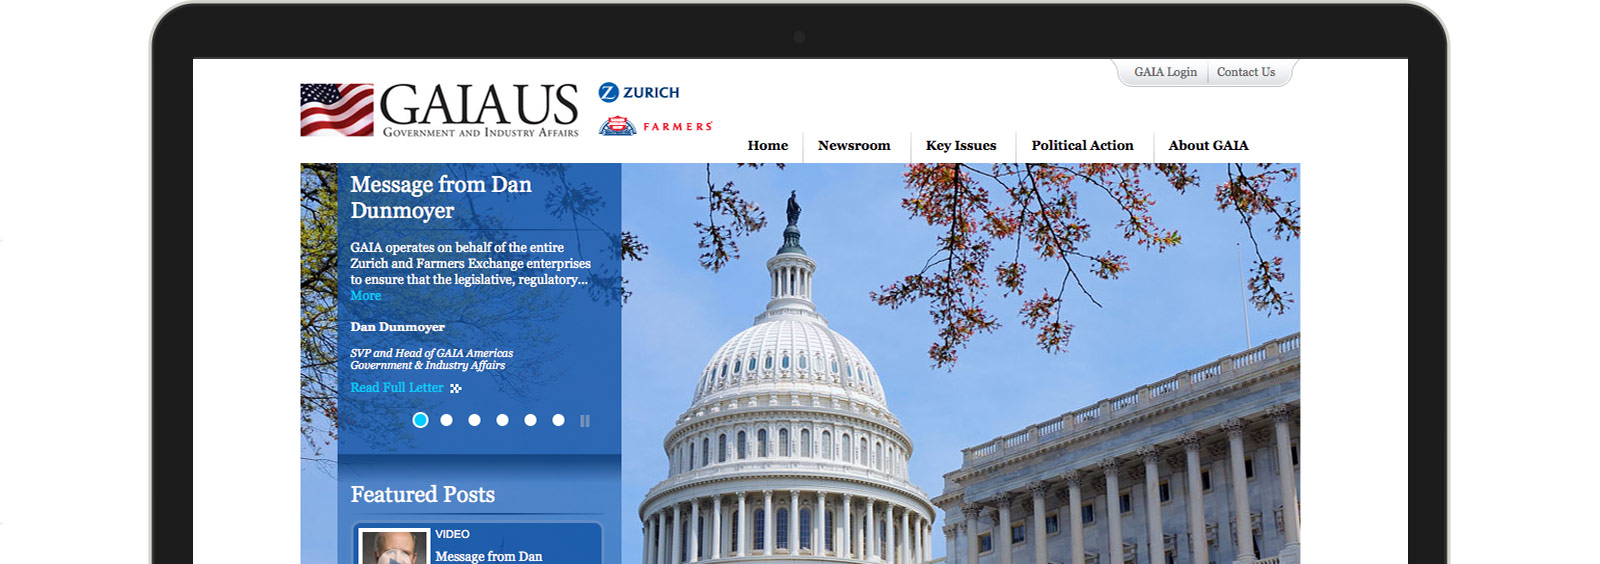 GAIA Login Contact Us
GAIA US
GOVERNMENT AND INDUSTRY AFFAIRS
ZURICH
FARMERS
Home Newsroom Key Issues Political Action About GAIA
Message from Dan
Dunmoyer
GAIA operates on behalf of the entire
Zurich and Farmers Exchange enterprises
to ensure that the legislative, regulatory...
More
Dan Dunmoyer
SVP and Head of GAIA Americas
Government & Industry Affairs
Read Full Letter
Featured Posts
VIDEO
Message from Dan